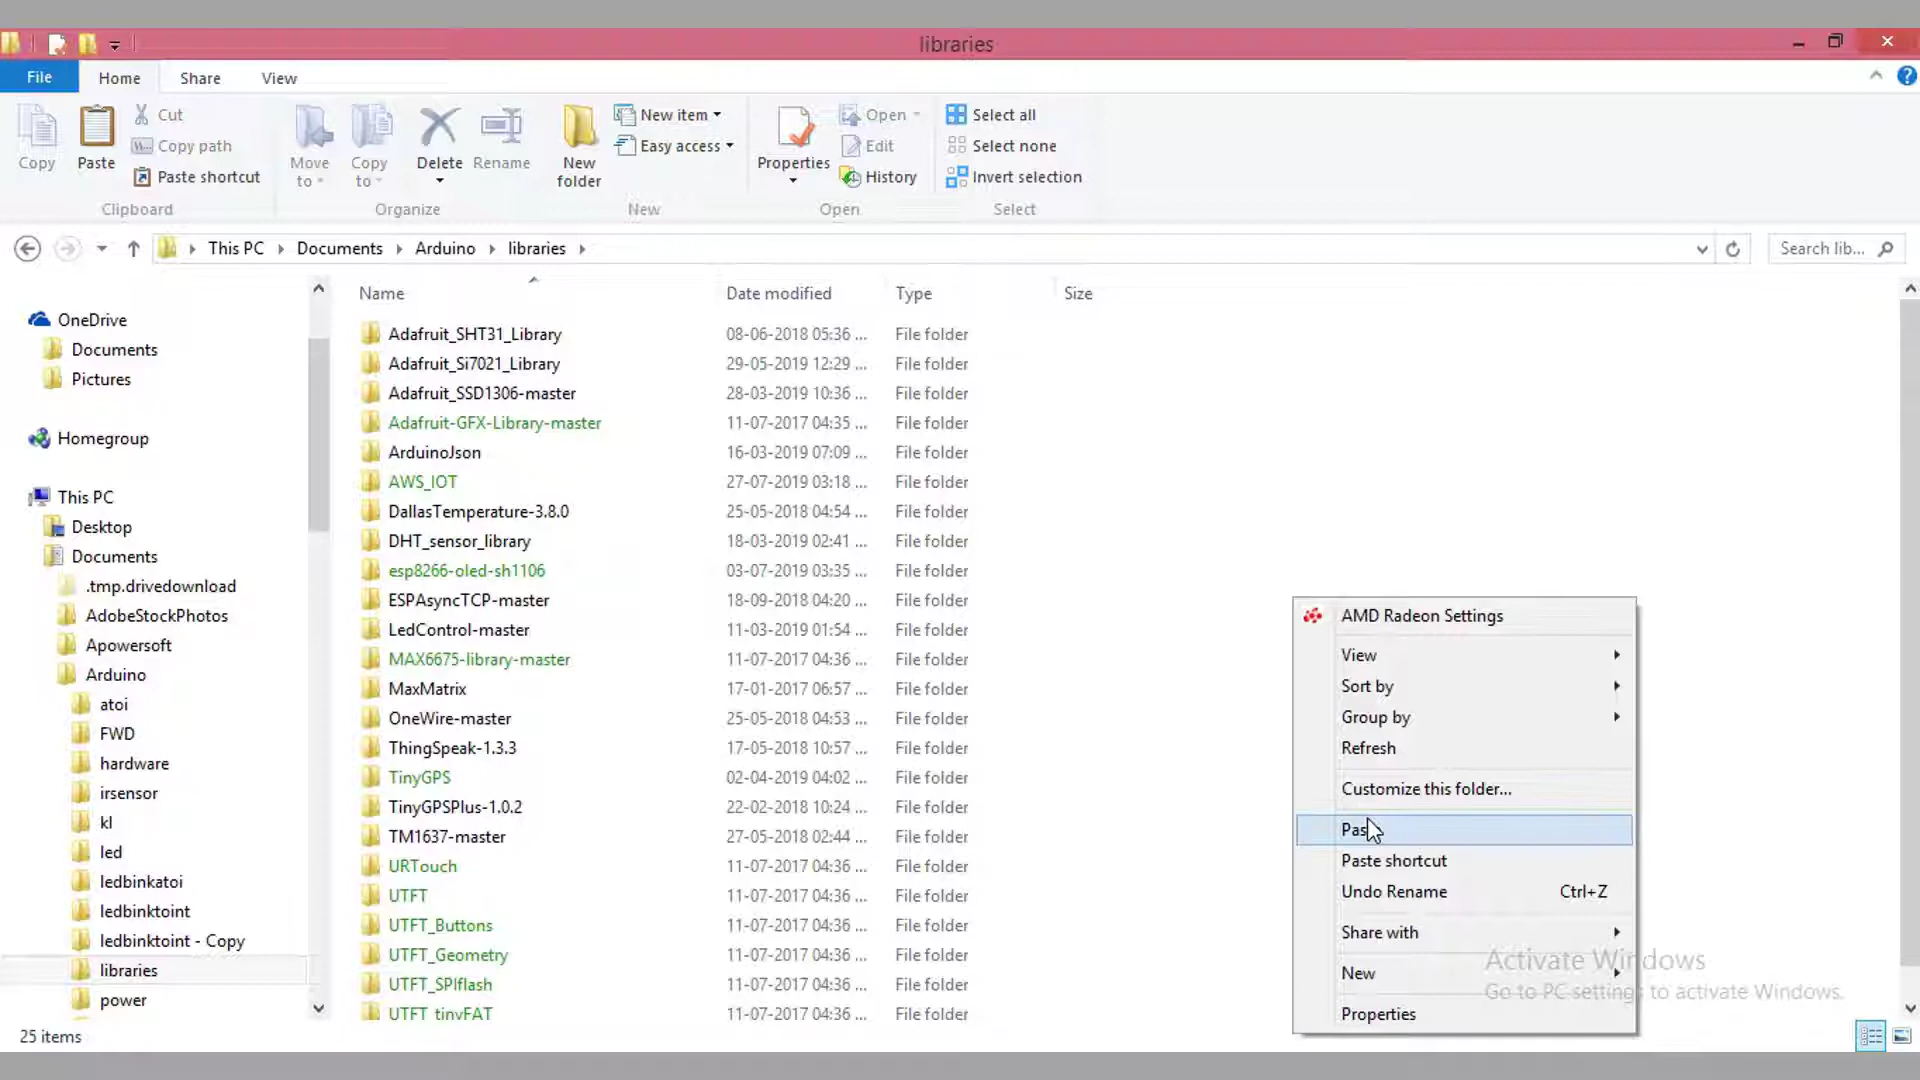 libraries
File Home Share View
Copy
Paste
Cut
Copy path
Paste shortcut
Clipboard
Move to
Copy to
Delete
Rename
Organize
New folder
New item
Easy access
New
Properties
Open
Edit
History
Open
Select all
Select none
Invert selection
Select
This PC Documents Arduino libraries
Search lib...
OneDrive
Documents
Pictures
Homegroup
This PC
Desktop
Documents
.tmp.drivedownload
AdobeStockPhotos
Apowersoft
Arduino
atoi
FWD
hardware
irsensor
kl
led
ledbinkatoi
ledbinktoint
ledbinktoint - Copy
libraries
power
Name Date modified Type Size
Adafruit_SHT31_Library 08-06-2018 05:36 ... File folder
Adafruit_Si7021_Library 29-05-2019 12:29 ... File folder
Adafruit_SSD1306-master 28-03-2019 10:36 ... File folder
Adafruit-GFX-Library-master 11-07-2017 04:35 ... File folder
ArduinoJson 16-03-2019 07:09 ... File folder
AWS_IOT 27-07-2019 03:18 ... File folder
DallasTemperature-3.8.0 25-05-2018 04:54 ... File folder
DHT_sensor_library 18-03-2019 02:41 ... File folder
esp8266-oled-sh1106 03-07-2019 03:35 ... File folder
ESPAsyncTCP-master 18-09-2018 04:20 ... File folder
LedControl-master 11-03-2019 01:54 ... File folder
MAX6675-library-master 11-07-2017 04:36 ... File folder
MaxMatrix 17-01-2017 06:57 ... File folder
OneWire-master 25-05-2018 04:53 ... File folder
ThingSpeak-1.3.3 17-05-2018 10:57 ... File folder
TinyGPS 02-04-2019 04:02 ... File folder
TinyGPSPlus-1.0.2 22-02-2018 10:24 ... File folder
TM1637-master 27-05-2018 02:44 ... File folder
URTouch 11-07-2017 04:36 ... File folder
UTFT 11-07-2017 04:36 ... File folder
UTFT_Buttons 11-07-2017 04:36 ... File folder
UTFT_Geometry 11-07-2017 04:36 ... File folder
UTFT_SPIflash 11-07-2017 04:36 ... File folder
UTFT_tinyFAT 11-07-2017 04:36 ... File folder
AMD Radeon Settings
View
Sort by
Group by
Refresh
Customize this folder...
Pas
Paste shortcut
Undo Rename Ctrl+Z
Share with
New
Properties
Activate Windows
Go to PC settings to activate Windows.
25 items